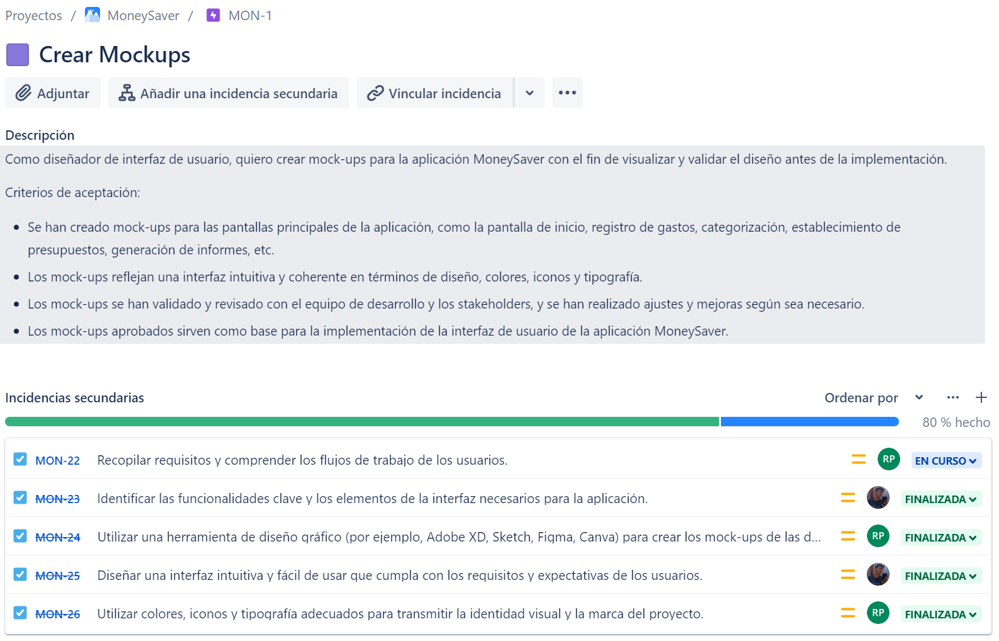 Proyectos / MoneySaver / MON-1
Crear Mockups
Adjuntar Añadir una incidencia secundaria Vincular incidencia
Descripción
Como diseñador de interfaz de usuario, quiero crear mock-ups para la aplicación MoneySaver con el fin de visualizar y validar el diseño antes de la implementación.
Criterios de aceptación:
• Se han creado mock-ups para las pantallas principales de la aplicación, como la pantalla de inicio, registro de gastos, categorización, establecimiento de
presupuestos, generación de informes, etc.
• Los mock-ups reflejan una interfaz intuitiva y coherente en términos de diseño, colores, iconos y tipografía.
• Los mock-ups se han validado y revisado con el equipo de desarrollo y los stakeholders, y se han realizado ajustes y mejoras según sea necesario.
• Los mock-ups aprobados sirven como base para la implementación de la interfaz de usuario de la aplicación MoneySaver.
Incidencias secundarias Ordenar por
80 % hecho
MON-22 Recopilar requisitos y comprender los flujos de trabajo de los usuarios. RP EN CURSO
MON-23 Identificar las funcionalidades clave y los elementos de la interfaz necesarios para la aplicación. FINALIZADA
MON-24 Utilizar una herramienta de diseño gráfico (por ejemplo, Adobe XD, Sketch, Figma, Canva) para crear los mock-ups de las d... RP FINALIZADA
MON-25 Diseñar una interfaz intuitiva y fácil de usar que cumpla con los requisitos y expectativas de los usuarios. FINALIZADA
MON-26 Utilizar colores, iconos y tipografía adecuados para transmitir la identidad visual y la marca del proyecto. RP FINALIZADA